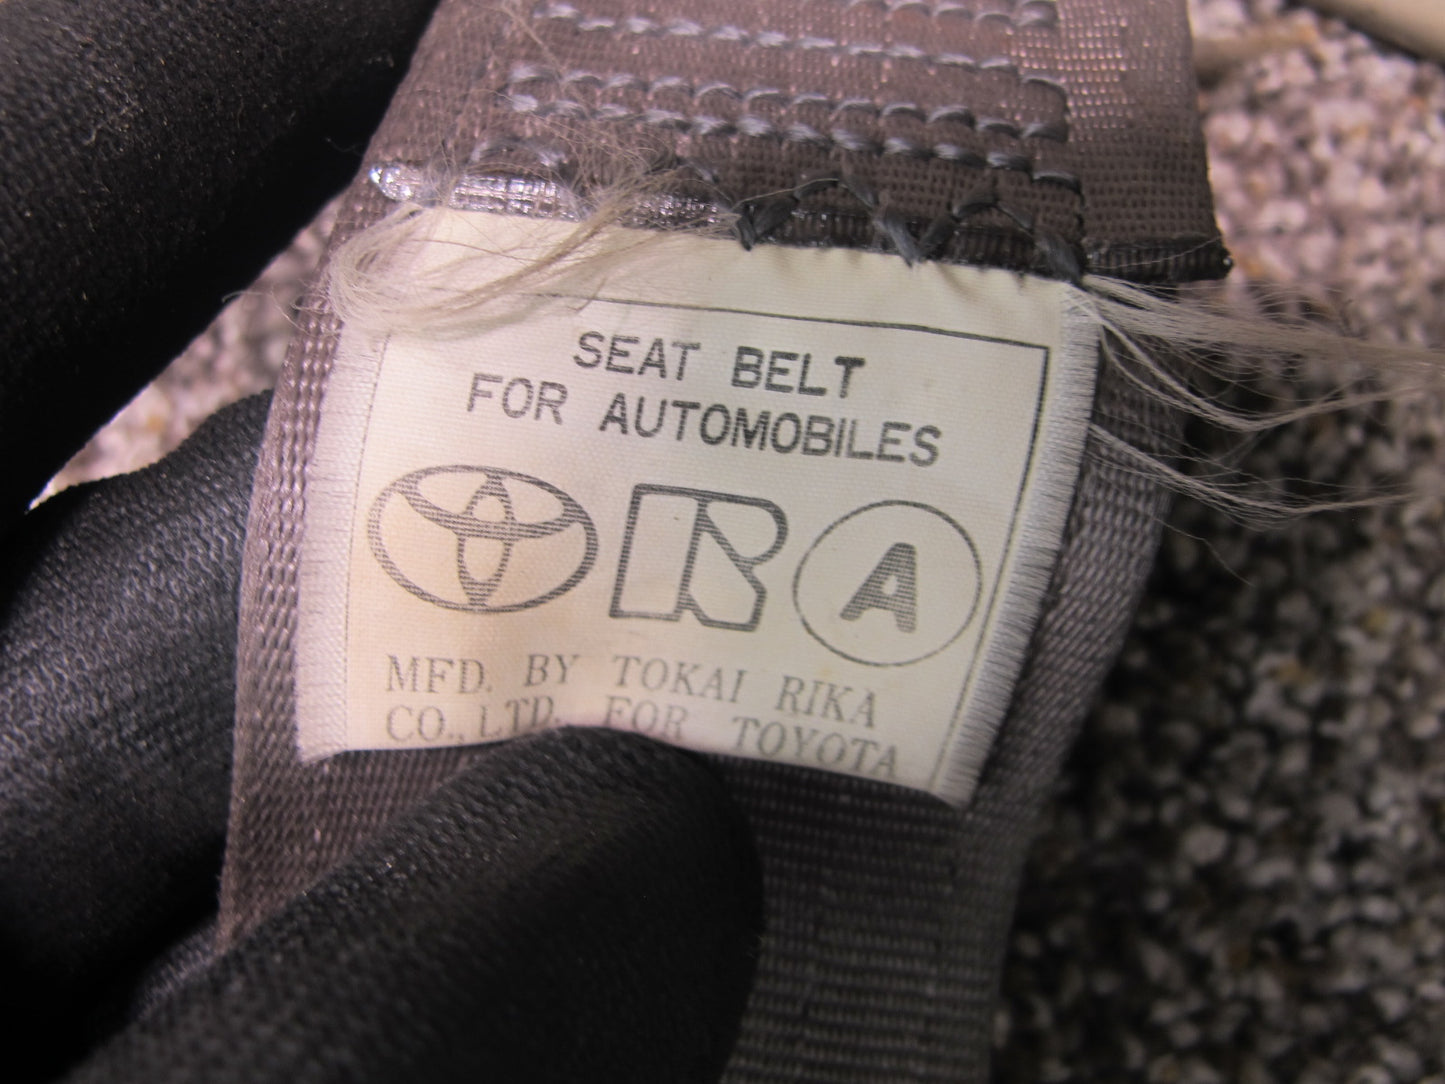 SEAT BELT
FOR AUTOMOBILES
R A
MFD. BY TOKAI RIKA
CO., LTD. FOR TOYOTA